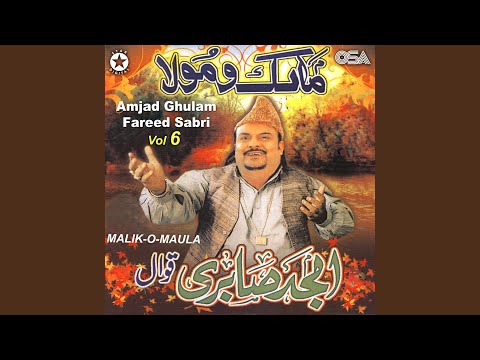 OSA
مالک و مولا
Amjad Ghulam
Fareed Sabri
Vol 6
MALIK-O-MAULA
امجد صابری قوال